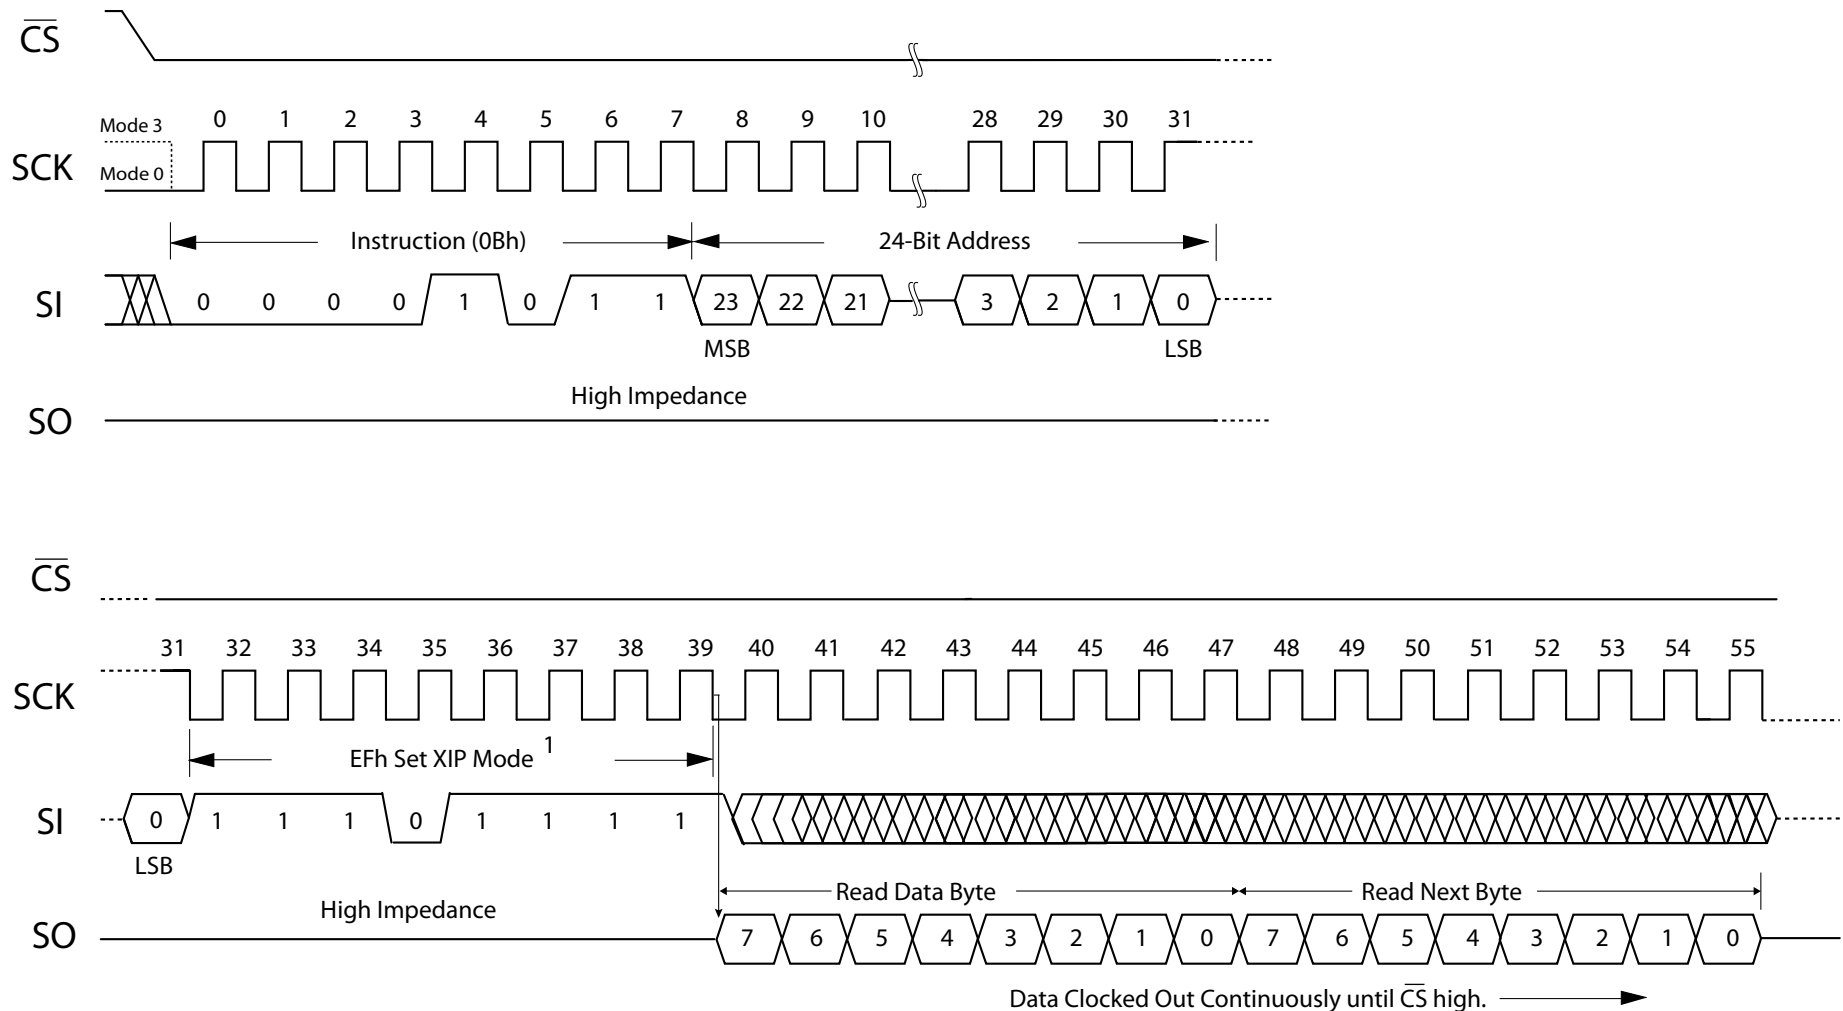 CS
0 1 2 3 4 5 6 7 8 9 10 28 29 30 31
Mode 3
SCK
Mode 0
Instruction (0Bh) 24-Bit Address
SI 0 0 0 0 1 0 1 1 23 22 21 3 2 1 0
MSB LSB
High Impedance
SO
CS
31 32 33 34 35 36 37 38 39 40 41 42 43 44 45 46 47 48 49 50 51 52 53 54 55
SCK
EFh Set XIP Mode 1
SI 0 1 1 1 0 1 1 1 1
LSB
Read Data Byte Read Next Byte
High Impedance
SO 7 6 5 4 3 2 1 0 7 6 5 4 3 2 1 0
Data Clocked Out Continuously until CS high.